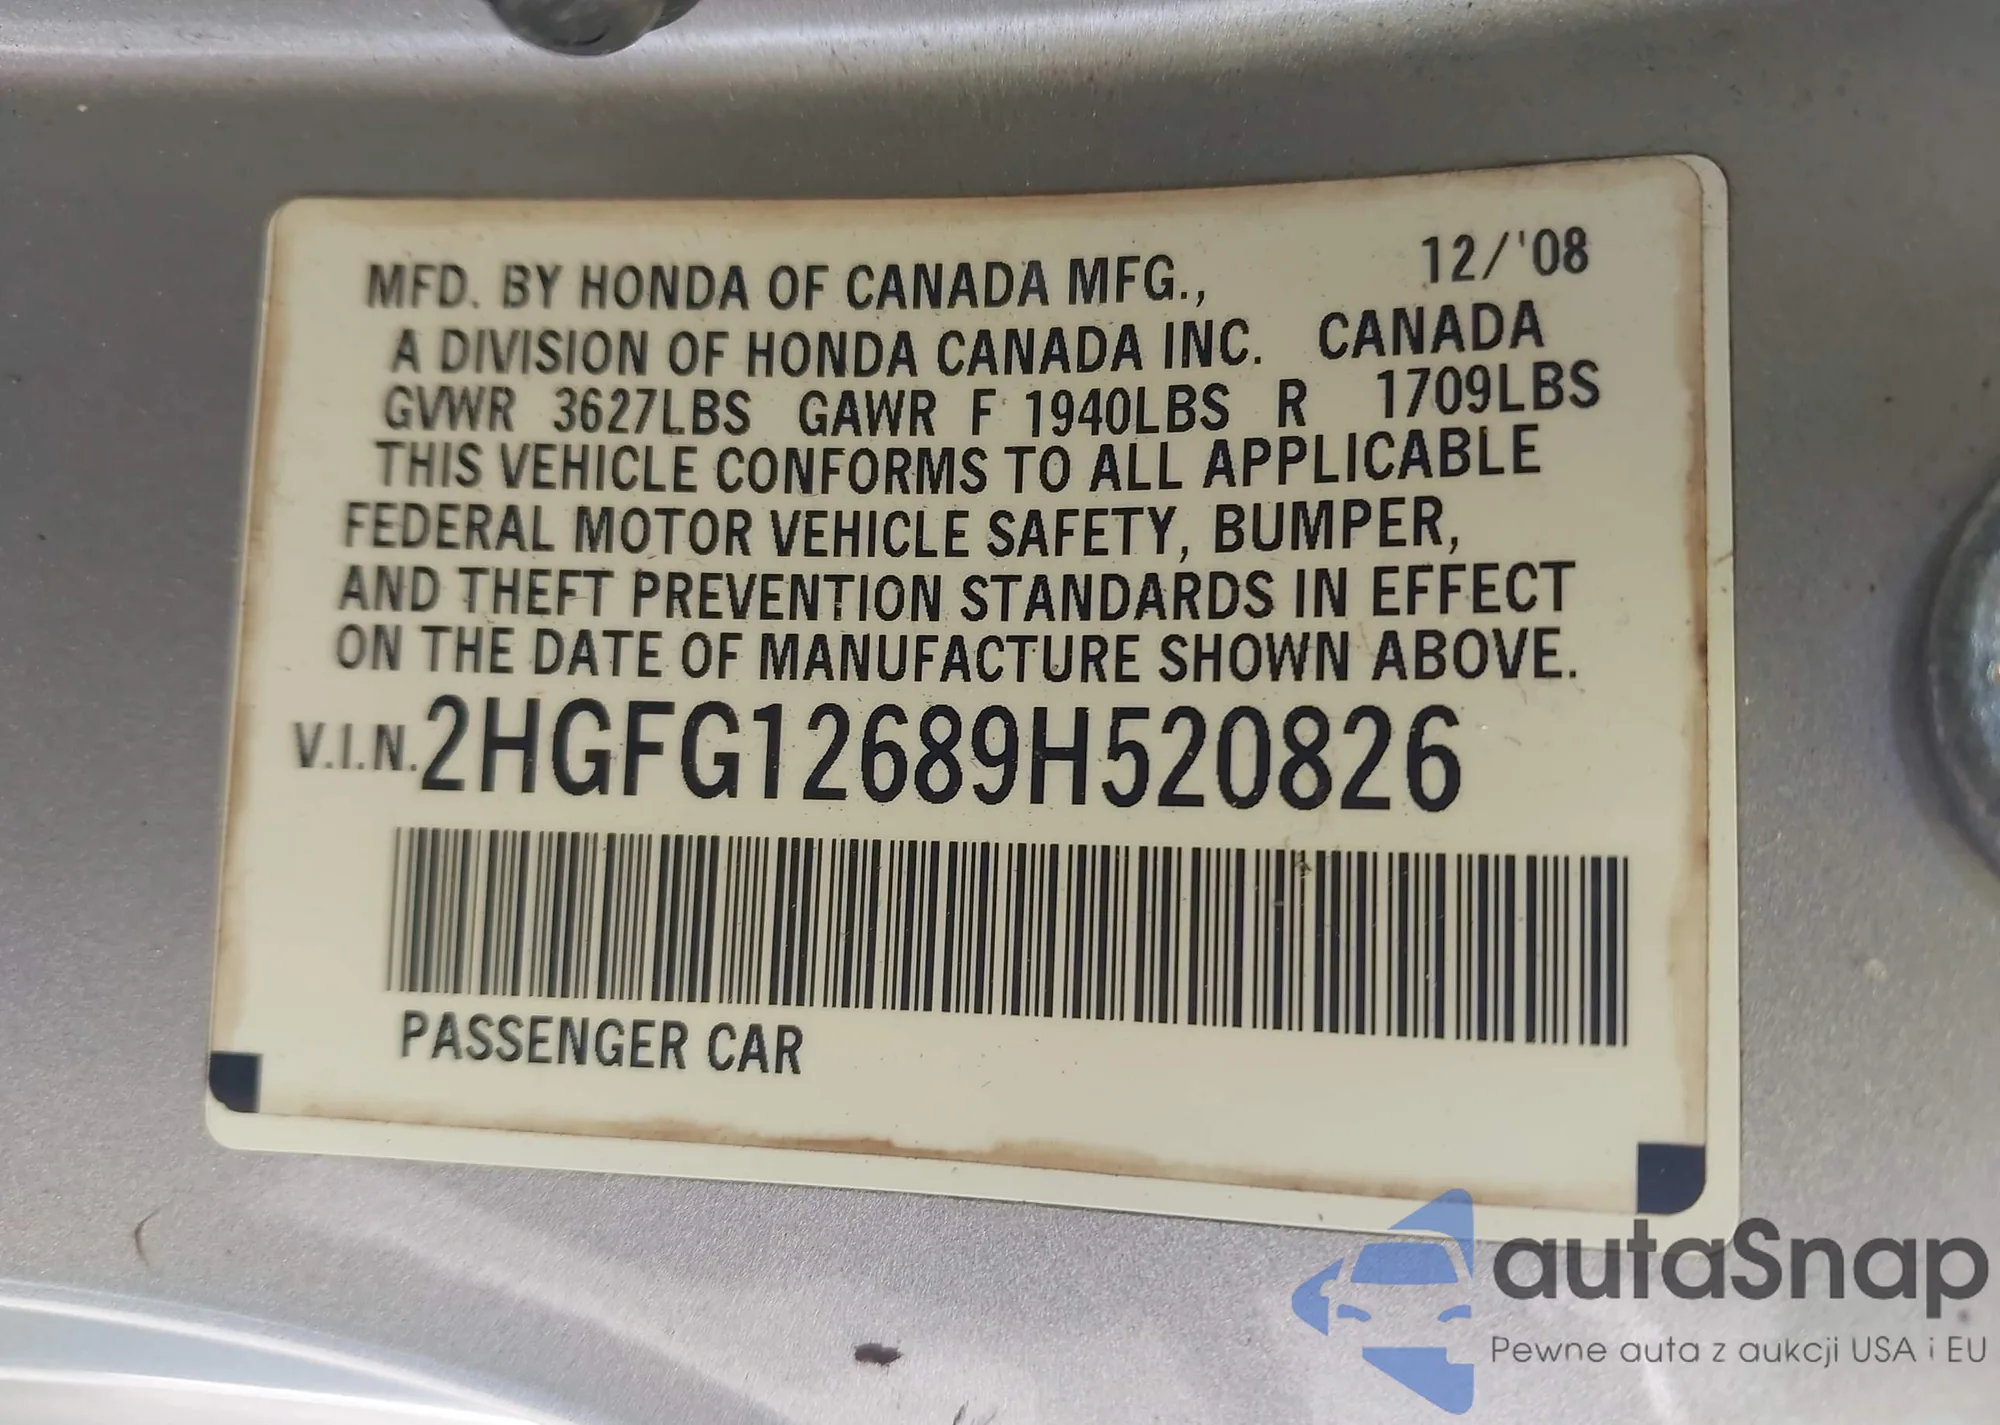 MFD. BY HONDA OF CANADA MFG., 12/'08
A DIVISION OF HONDA CANADA INC. CANADA
GVWR 3627LBS GAWR F 1940LBS R 1709LBS
THIS VEHICLE CONFORMS TO ALL APPLICABLE
FEDERAL MOTOR VEHICLE SAFETY, BUMPER,
AND THEFT PREVENTION STANDARDS IN EFFECT
ON THE DATE OF MANUFACTURE SHOWN ABOVE.
V.I.N. 2HGFG12689H520826
PASSENGER CAR
autaSnap
Pewne auta z aukcji USA i EU